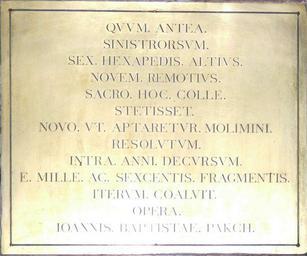 QVVM. ANTEA.
SINISTRORSVM.
SEX. HEXAPEDIS. ALTIVS.
NOVEM. REMOTIVS.
SACRO. HOC. COLLE.
STETISSET.
NOVO. VT. APTARETVR. MOLIMINI.
RESOLVTVM.
INTRA. ANNI. DECVRSVM.
E. MILLE. AC. SEXCENTIS. FRAGMENTIS.
ITERVM. COALVIT.
OPERA.
IOANNIS. BAPTISTAE. PAKCH.